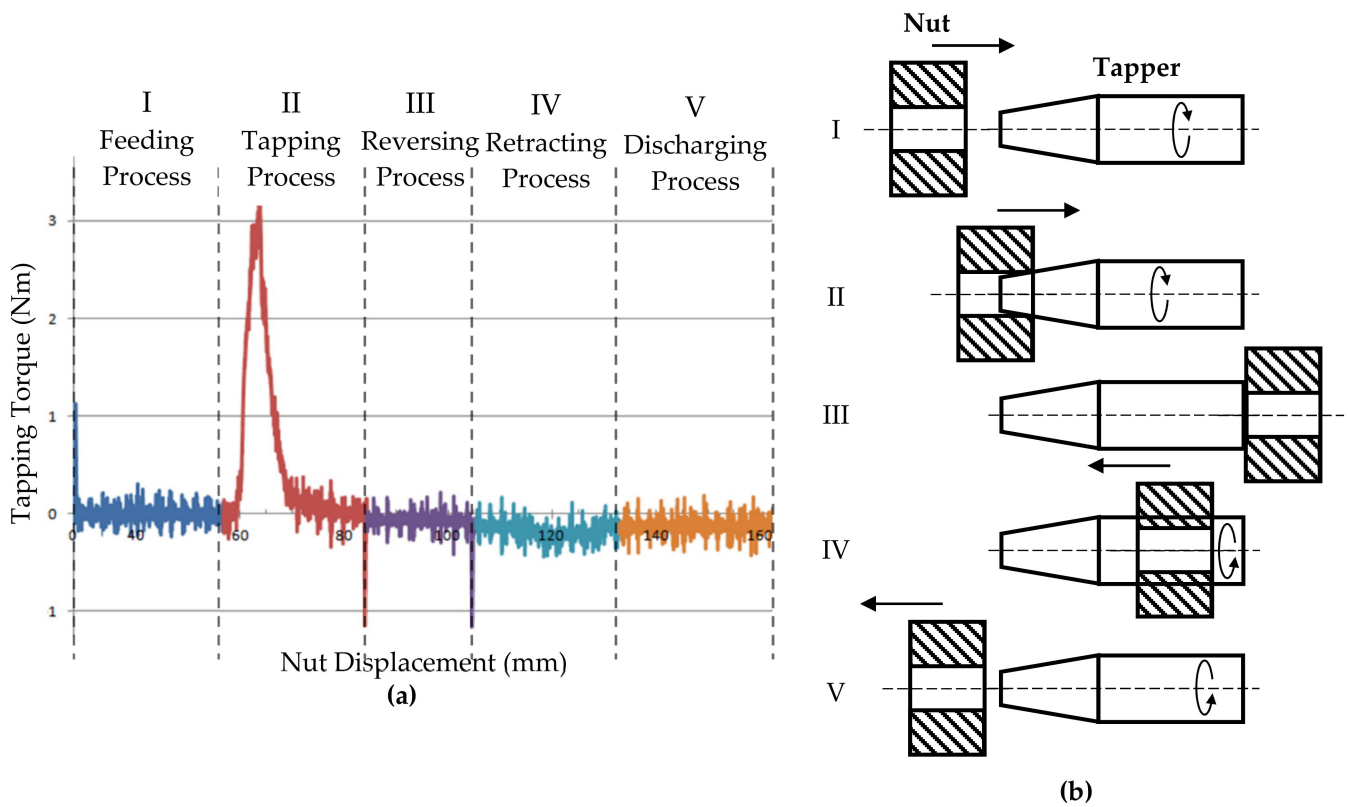 I II III IV V
Feeding Process
Tapping Process
Reversing Process
Retracting Process
Discharging Process
Tapping Torque (Nm)
3
2
1
0
1
0 40 60 80 100 120 140 160
Nut Displacement (mm)
(a)
Nut
Tapper
I
II
III
IV
V
(b)